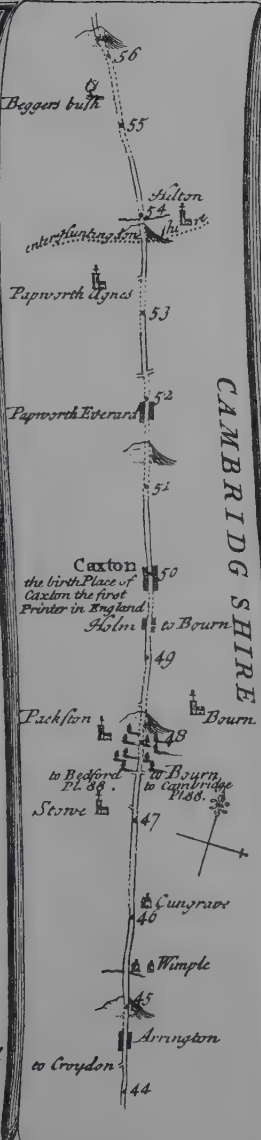 56
Beggers bush
55
Hilton
54
enter Huntingdon shire
Papworth Agnes
53
52
Papworth Everard
51
CAMBRIDG SHIRE
Caxton
50
the birth Place of
Caxton the first
Printer in England
Holm to Bourn
49
Packston
Bourn
48
to Bedford to Bourn
Pl. 88. to Cambridge
Pl 88.
Stowe
47
Cungrave
46
Wimple
45
Arrington
to Croydon
44